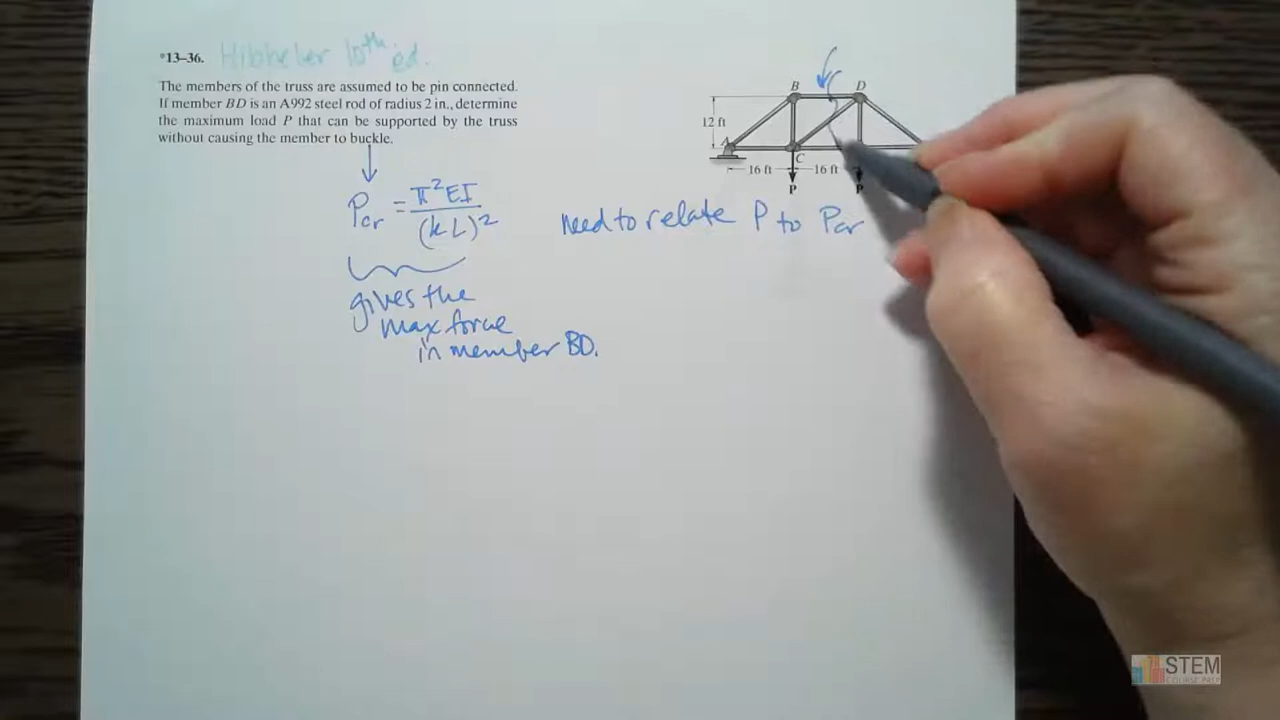 *13–36. Hibbeler 10th ed.
The members of the truss are assumed to be pin connected.
If member BD is an A992 steel rod of radius 2 in., determine
the maximum load P that can be supported by the truss
without causing the member to buckle.
B D
12 ft
A
C
16 ft 16 ft
P P
Pcr = π²EI / (kL)²
need to relate P to Pcr
gives the
max force
in member BD.
STEM
COURSE PREP